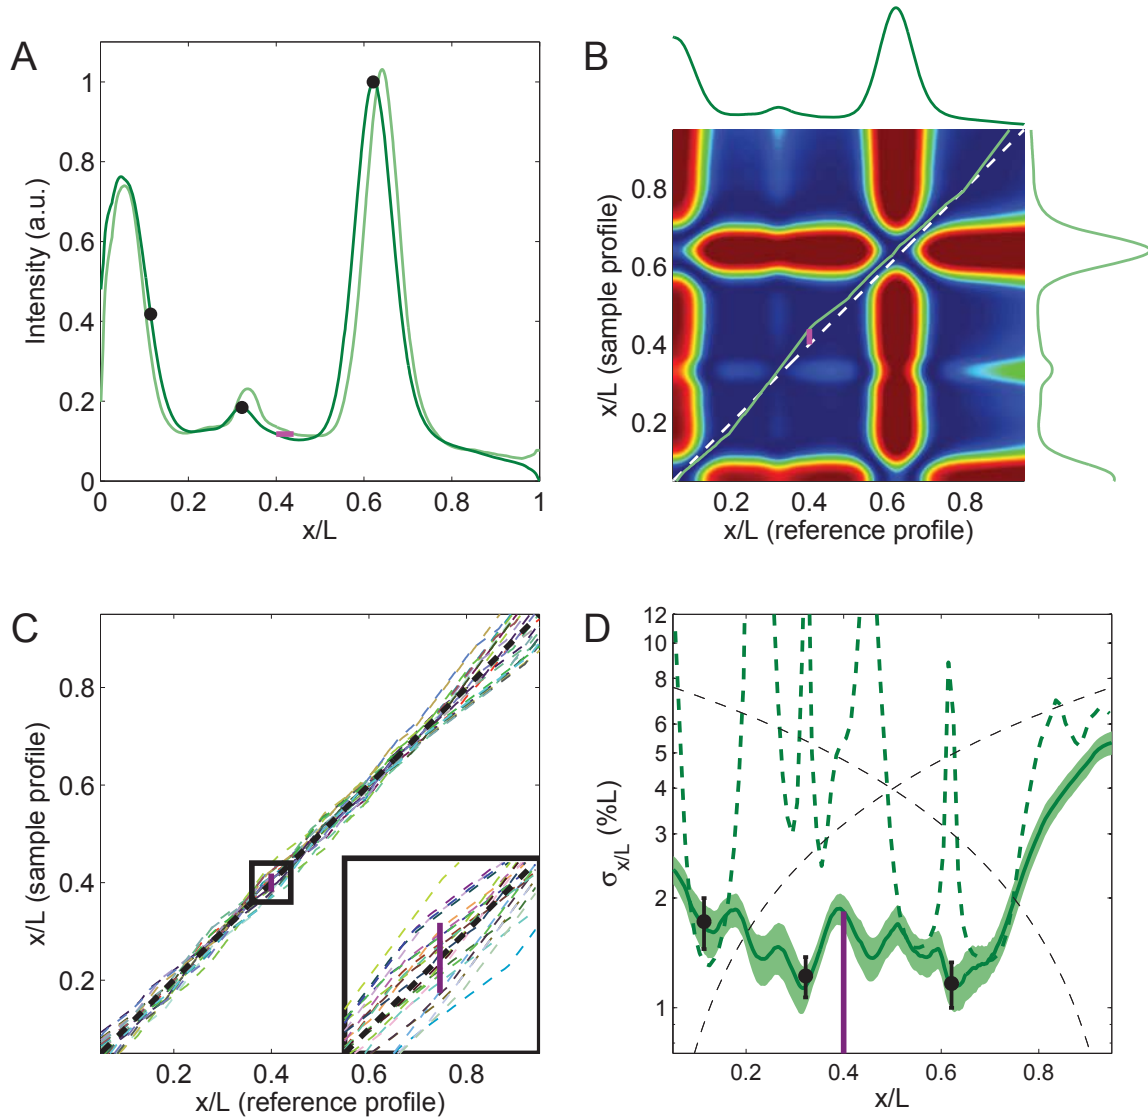 A
Intensity (a.u.)
1
0.8
0.6
0.4
0.2
0
0 0.2 0.4 0.6 0.8 1
x/L
B
x/L (sample profile)
0.8
0.6
0.4
0.2
0.2 0.4 0.6 0.8
x/L (reference profile)
C
x/L (sample profile)
0.8
0.6
0.4
0.2
0.2 0.4 0.6 0.8
x/L (reference profile)
D
σx/L (%L)
12
10
8
6
5
4
3
2
1
0.2 0.4 0.6 0.8
x/L